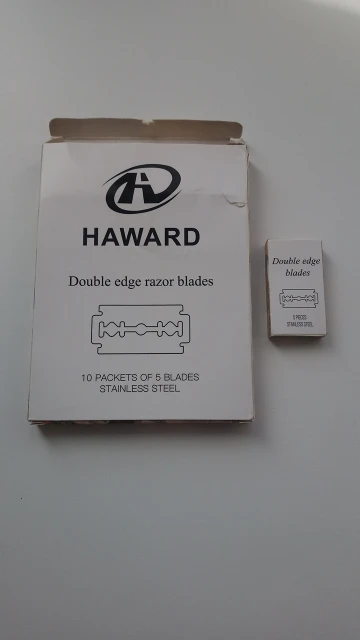 HAWARD
Double edge razor blades
10 PACKETS OF 5 BLADES
STAINLESS STEEL
Double edge
blades
5 PIECES
STAINLESS STEEL